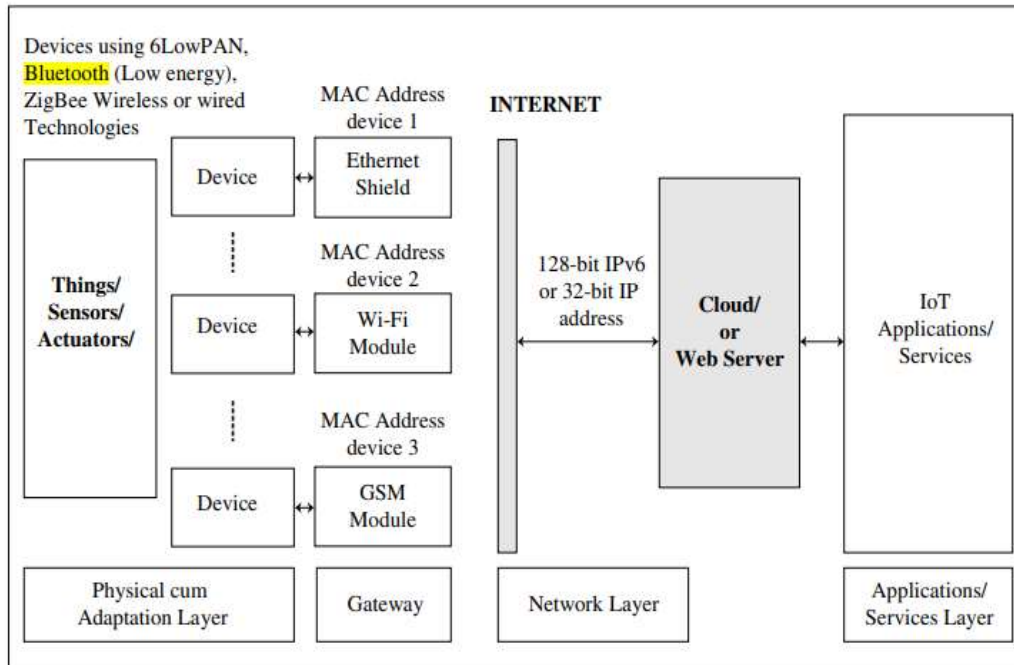 Devices using 6LowPAN,
Bluetooth (Low energy),
ZigBee Wireless or wired
Technologies
Things/
Sensors/
Actuators/
Device
Device
Device
MAC Address
device 1
Ethernet
Shield
MAC Address
device 2
Wi-Fi
Module
MAC Address
device 3
GSM
Module
INTERNET
128-bit IPv6
or 32-bit IP
address
Cloud/
or
Web Server
IoT
Applications/
Services
Physical cum
Adaptation Layer
Gateway
Network Layer
Applications/
Services Layer